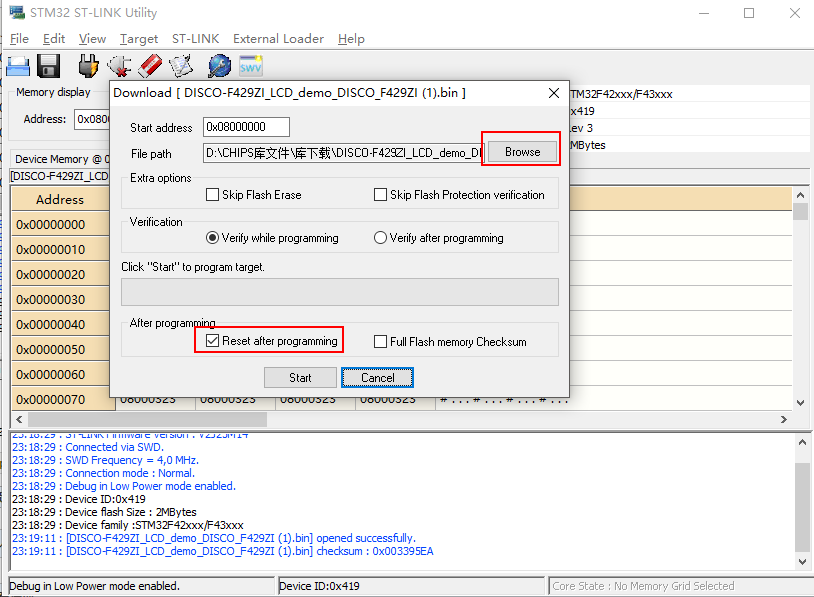 STM32 ST-LINK Utility
File Edit View Target ST-LINK External Loader Help
Memory display
Address: 0x080
Device Memory @ 0
[DISCO-F429ZI_LCD
Address
0x00000000
0x00000010
0x00000020
0x00000030
0x00000040
0x00000050
0x00000060
0x00000070 08000323 08000323 08000323 08000323 #...#...#...#...
TM32F42xxx/F43xxx
x419
ev 3
MBytes
Download [ DISCO-F429ZI_LCD_demo_DISCO_F429ZI (1).bin ]
Start address 0x08000000
File path D:\CHIPS库文件\库下载\DISCO-F429ZI_LCD_demo_DI Browse
Extra options
Skip Flash Erase Skip Flash Protection verification
Verification
Verify while programming Verify after programming
Click "Start" to program target.
After programming
Reset after programming Full Flash memory Checksum
Start Cancel
23:18:29 : ST-LINK Firmware version : V2J25M14
23:18:29 : Connected via SWD.
23:18:29 : SWD Frequency = 4,0 MHz.
23:18:29 : Connection mode : Normal.
23:18:29 : Debug in Low Power mode enabled.
23:18:29 : Device ID:0x419
23:18:29 : Device flash Size : 2MBytes
23:18:29 : Device family :STM32F42xxx/F43xxx
23:19:11 : [DISCO-F429ZI_LCD_demo_DISCO_F429ZI (1).bin] opened successfully.
23:19:11 : [DISCO-F429ZI_LCD_demo_DISCO_F429ZI (1).bin] checksum : 0x003395EA
Debug in Low Power mode enabled. Device ID:0x419 Core State : No Memory Grid Selected